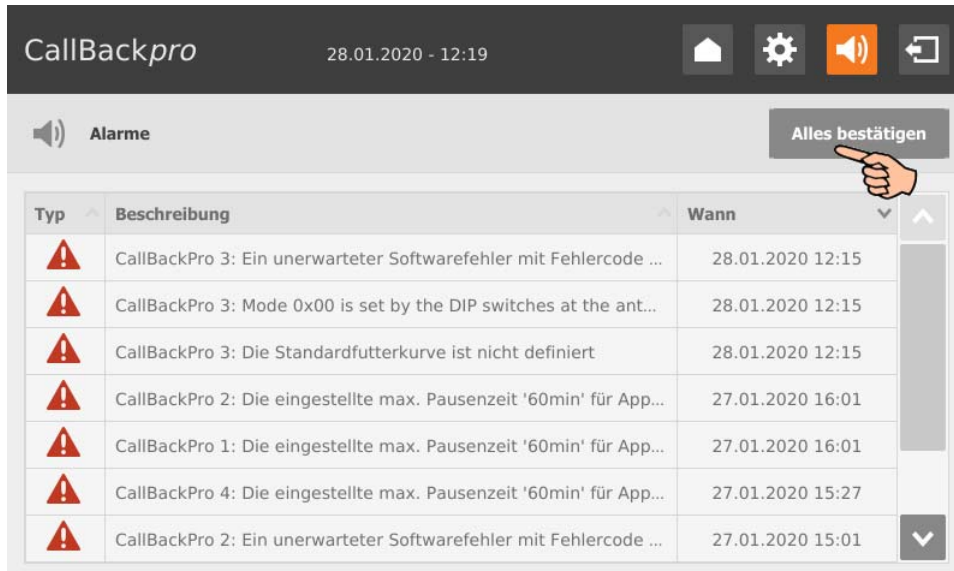 CallBackpro 28.01.2020 - 12:19
Alarme Alles bestätigen
Typ Beschreibung Wann
CallBackPro 3: Ein unerwarteter Softwarefehler mit Fehlercode ... 28.01.2020 12:15
CallBackPro 3: Mode 0x00 is set by the DIP switches at the ant... 28.01.2020 12:15
CallBackPro 3: Die Standardfutterkurve ist nicht definiert 28.01.2020 12:15
CallBackPro 2: Die eingestellte max. Pausenzeit '60min' für App... 27.01.2020 16:01
CallBackPro 1: Die eingestellte max. Pausenzeit '60min' für App... 27.01.2020 16:01
CallBackPro 4: Die eingestellte max. Pausenzeit '60min' für App... 27.01.2020 15:27
CallBackPro 2: Ein unerwarteter Softwarefehler mit Fehlercode ... 27.01.2020 15:01